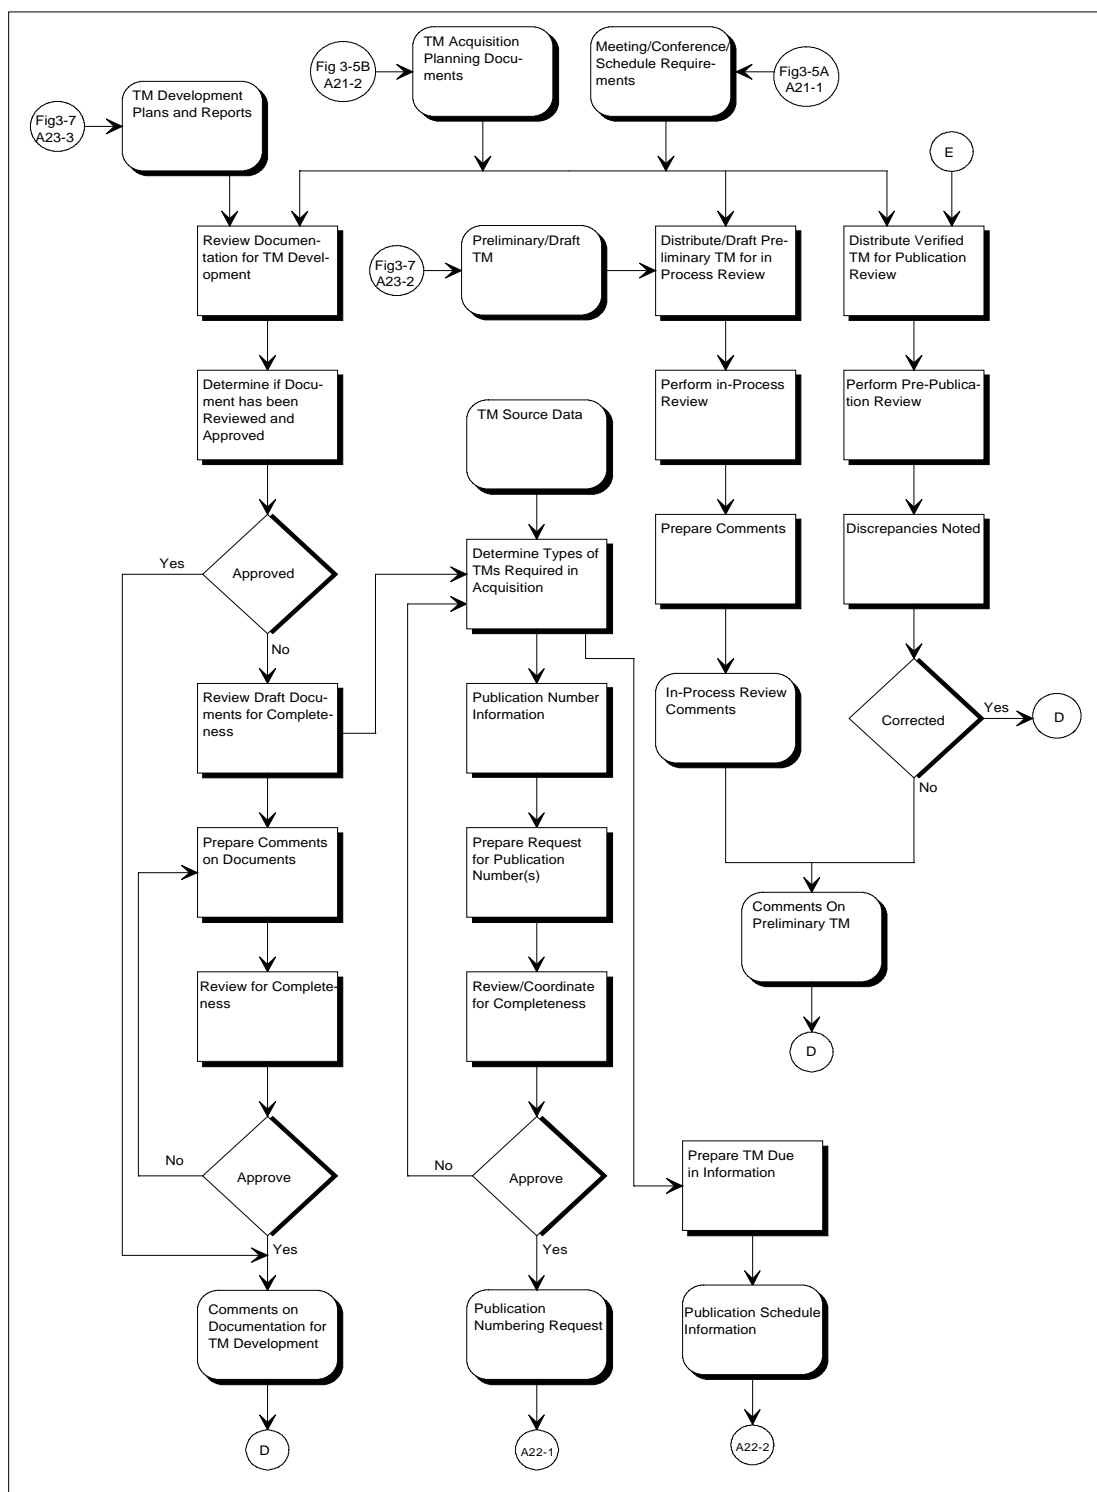 TM Acquisition
Planning Docu-
ments
Meeting/Conference/
Schedule Require-
ments
Fig 3-5B
A21-2
Fig3-5A
A21-1
TM Development
Plans and Reports
Fig3-7
A23-3
E
Review Documen-
tation for TM Devel-
opment
Preliminary/Draft
TM
Fig3-7
A23-2
Distribute/Draft Pre-
liminary TM for in
Process Review
Distribute Verified
TM for Publication
Review
Determine if Docu-
ment has been
Reviewed and
Approved
Perform in-Process
Review
Perform Pre-Publica-
tion Review
TM Source Data
Prepare Comments
Discrepancies Noted
Yes
Approved
No
Determine Types of
TMs Required in
Acquisition
Review Draft Docu-
ments for Complete-
ness
Publication Number
Information
In-Process Review
Comments
Corrected
Yes
D
No
Prepare Comments
on Documents
Prepare Request
for Publication
Number(s)
Comments On
Preliminary TM
Review for Complete-
ness
Review/Coordinate
for Completeness
D
No
Approve
Yes
No
Approve
Yes
Prepare TM Due
in Information
Comments on
Documentation for
TM Development
Publication
Numbering Request
Publication Schedule
Information
D
A22-1
A22-2